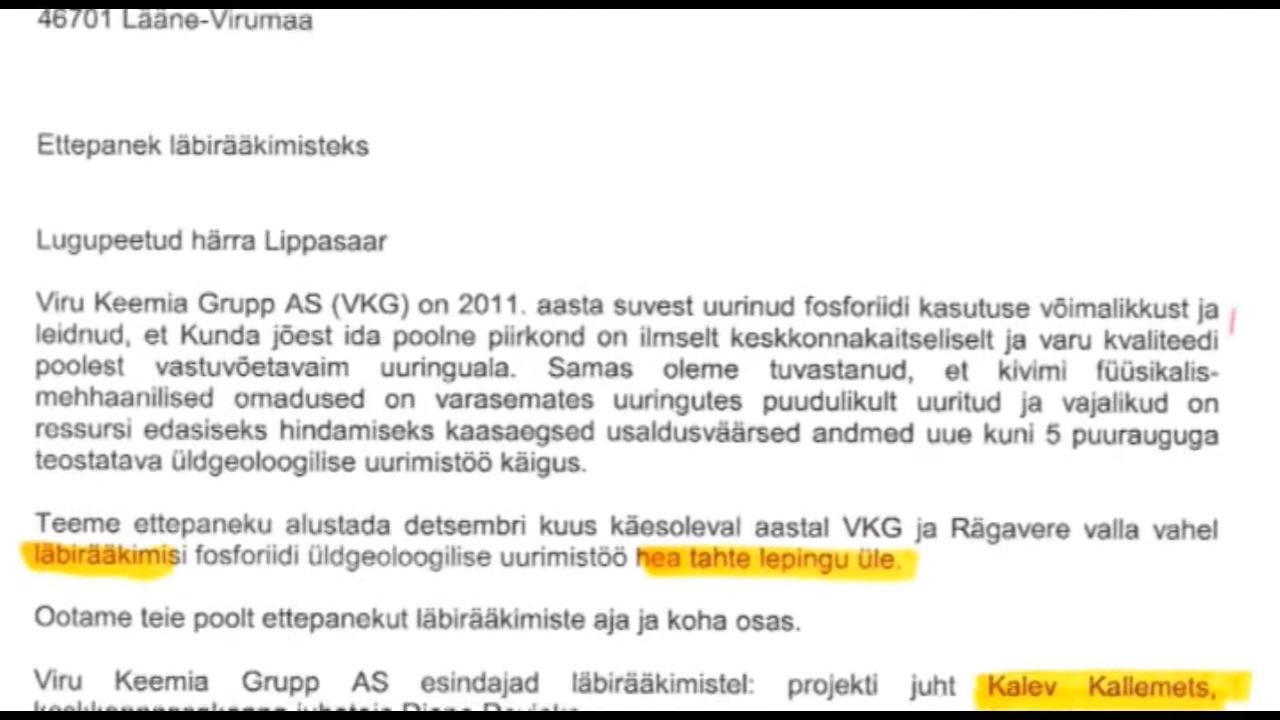 46701 Lääne-Virumaa
Ettepanek läbirääkimisteks
Lugupeetud härra Lippasaar
Viru Keemia Grupp AS (VKG) on 2011. aasta suvest uurinud fosforiidi kasutuse võimalikkust ja
leidnud, et Kunda jõest ida poolne piirkond on ilmselt keskkonnakaitseliselt ja varu kvaliteedi
poolest vastuvõetavaim uuringuala. Samas oleme tuvastanud, et kivimi füüsikalis-
mehhaanilised omadused on varasemates uuringutes puudulikult uuritud ja vajalikud on
ressursi edasiseks hindamiseks kaasaegsed usaldusväärsed andmed uue kuni 5 puurauguga
teostatava üldgeoloogilise uurimistöö käigus.
Teeme ettepaneku alustada detsembri kuus käesoleval aastal VKG ja Rägavere valla vahel
läbirääkimisi fosforiidi üldgeoloogilise uurimistöö hea tahte lepingu üle.
Ootame teie poolt ettepanekut läbirääkimiste aja ja koha osas.
Viru Keemia Grupp AS esindajad läbirääkimistel: projekti juht Kalev Kallemets,